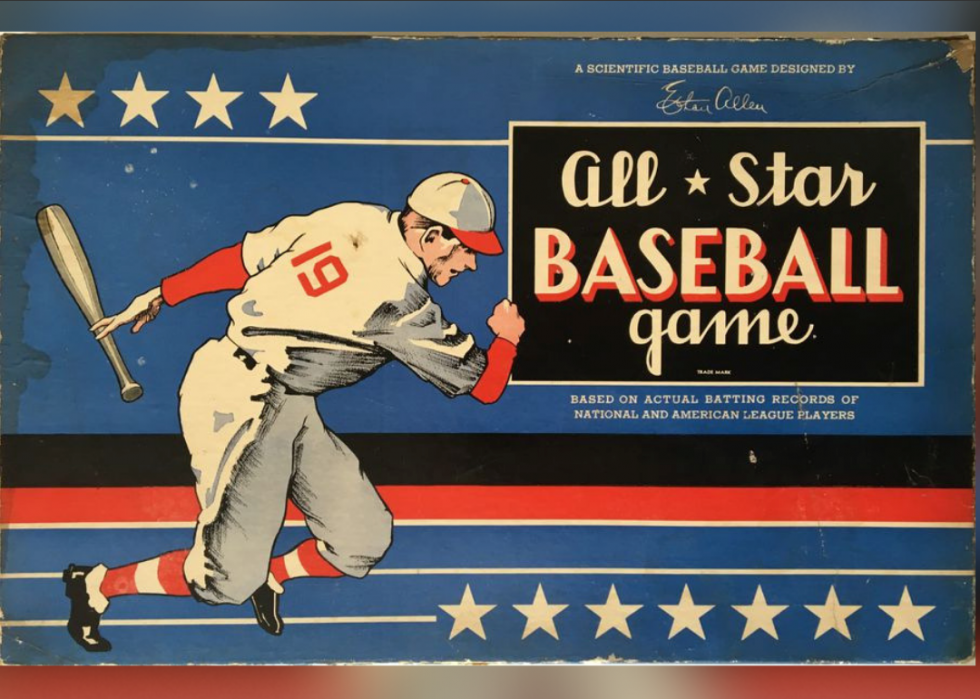 A SCIENTIFIC BASEBALL GAME DESIGNED BY
Ethan Allen
All ★ Star
BASEBALL
game
TRADE MARK
BASED ON ACTUAL BATTING RECORDS OF
NATIONAL AND AMERICAN LEAGUE PLAYERS
19